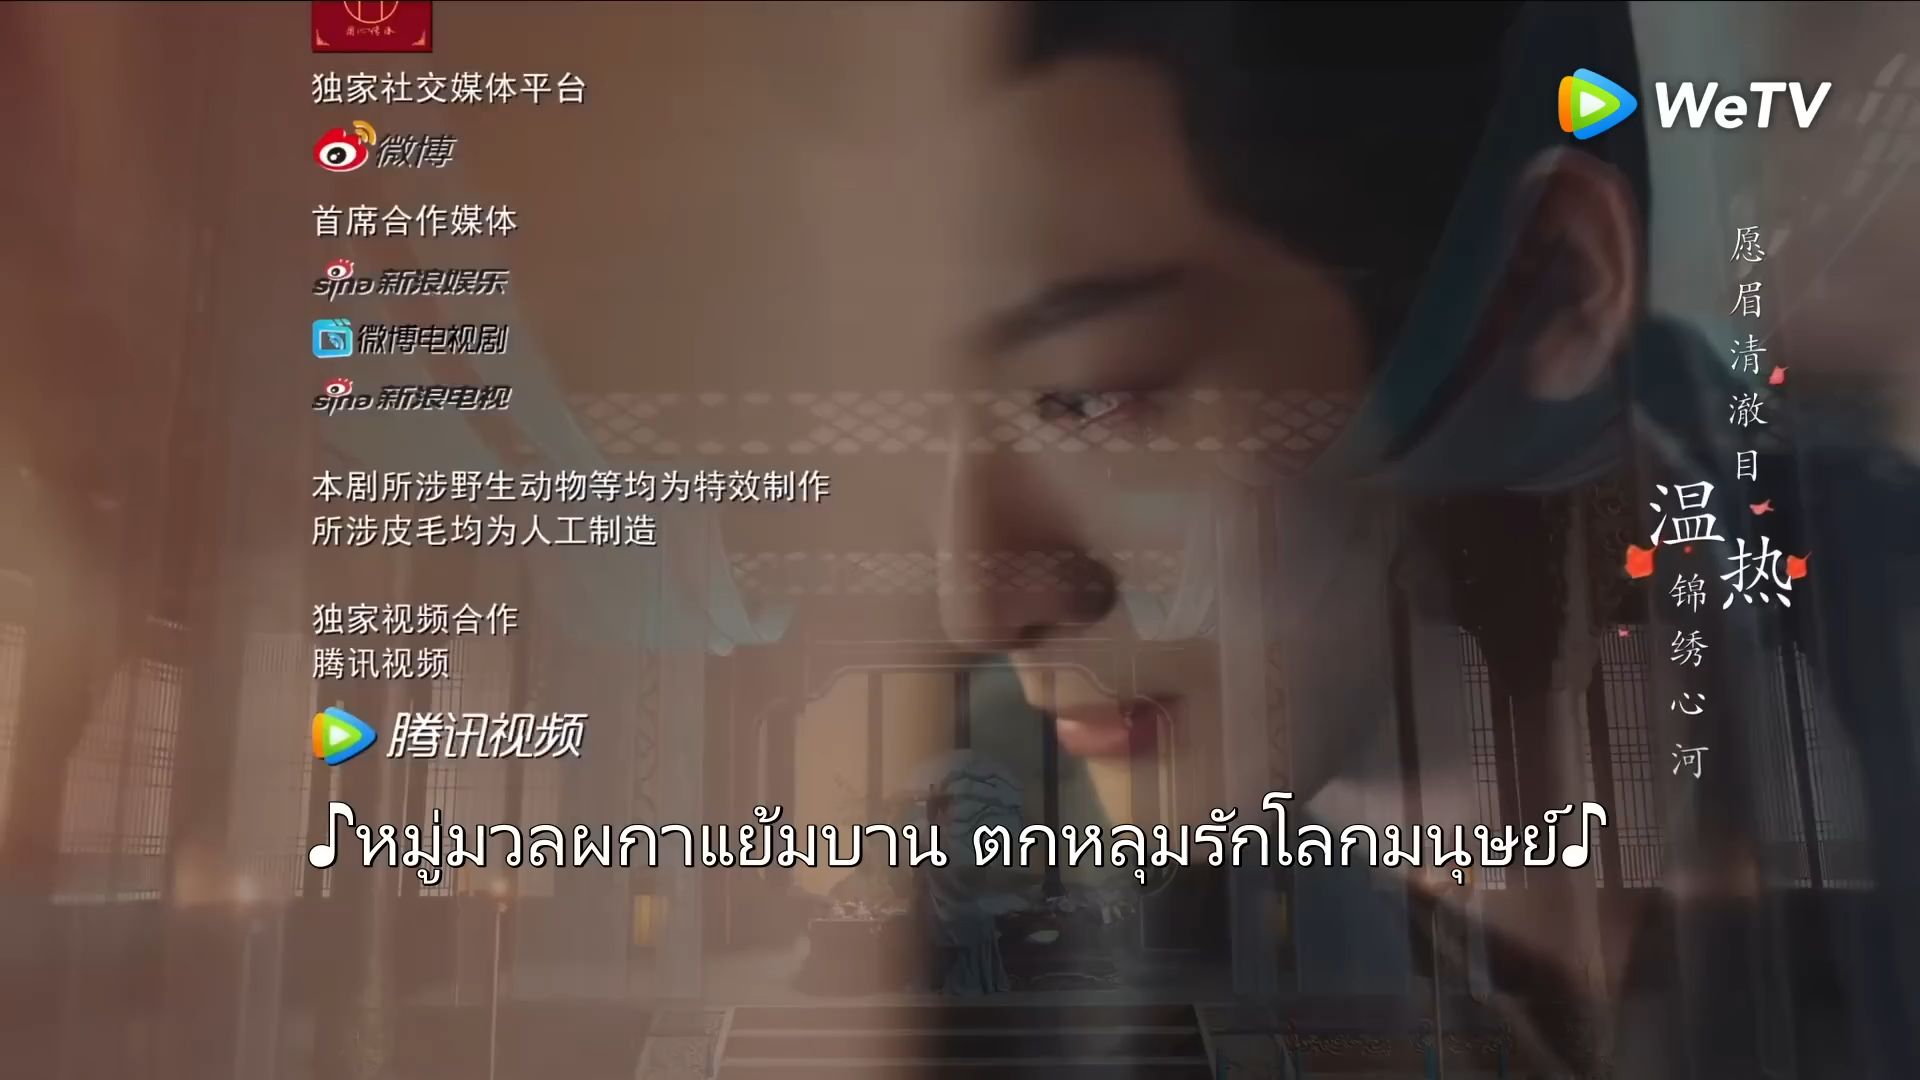 独家社交媒体平台
微博
首席合作媒体
sina 新浪娱乐
微博电视剧
sina 新浪电视
本剧所涉野生动物等均为特效制作
所涉皮毛均为人工制造
独家视频合作
腾讯视频
腾讯视频
WeTV
愿眉清澈目
温热
锦绣心河
♪หมู่มวลผกาแย้มบาน ตกหลุมรักโลกมนุษย์♪